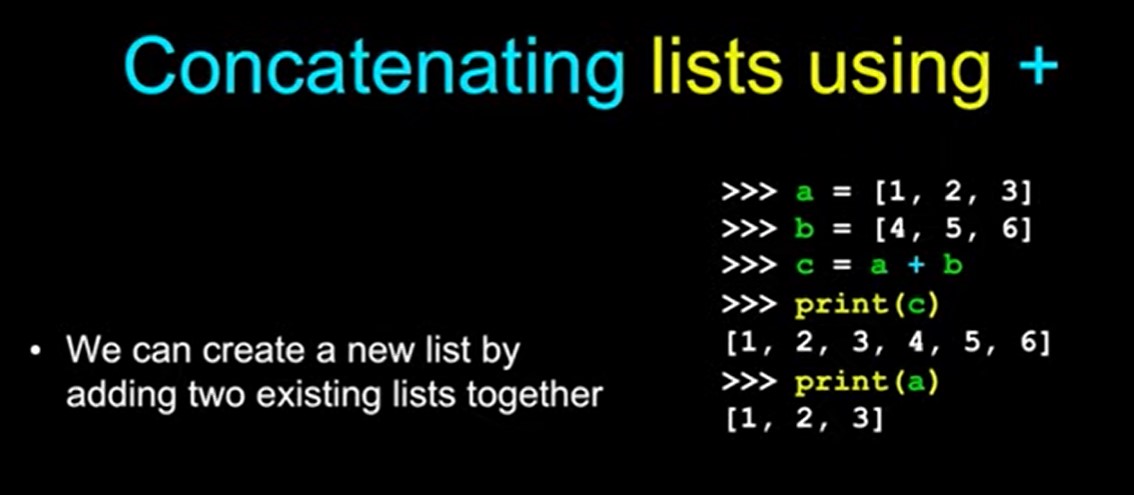 Concatenating lists using +
>>> a = [1, 2, 3]
>>> b = [4, 5, 6]
>>> c = a + b
>>> print(c)
[1, 2, 3, 4, 5, 6]
>>> print(a)
[1, 2, 3]
• We can create a new list by
adding two existing lists together